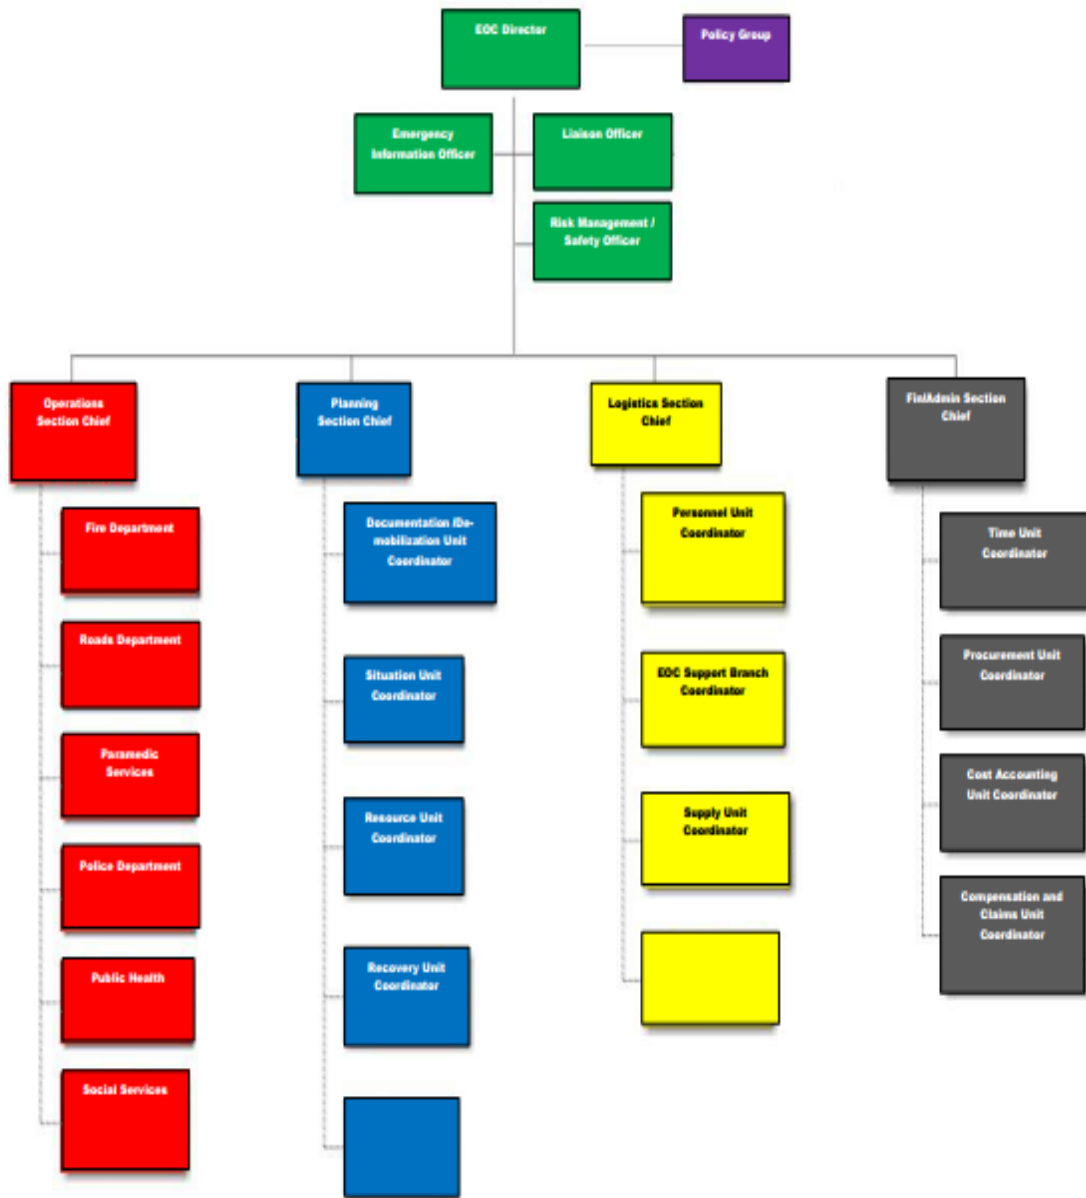 EOC Director
Policy Group
Emergency
Information Officer
Liaison Officer
Risk Management /
Safety Officer
Operations
Section Chief
Planning
Section Chief
Logistics Section
Chief
Fin/Admin Section
Chief
Fire Department
Roads Department
Paramedic
Services
Police Department
Public Health
Social Services
Documentation /De-
mobilization Unit
Coordinator
Situation Unit
Coordinator
Resource Unit
Coordinator
Recovery Unit
Coordinator
Personnel Unit
Coordinator
EOC Support Branch
Coordinator
Supply Unit
Coordinator
Time Unit
Coordinator
Procurement Unit
Coordinator
Cost Accounting
Unit Coordinator
Compensation and
Claims Unit
Coordinator